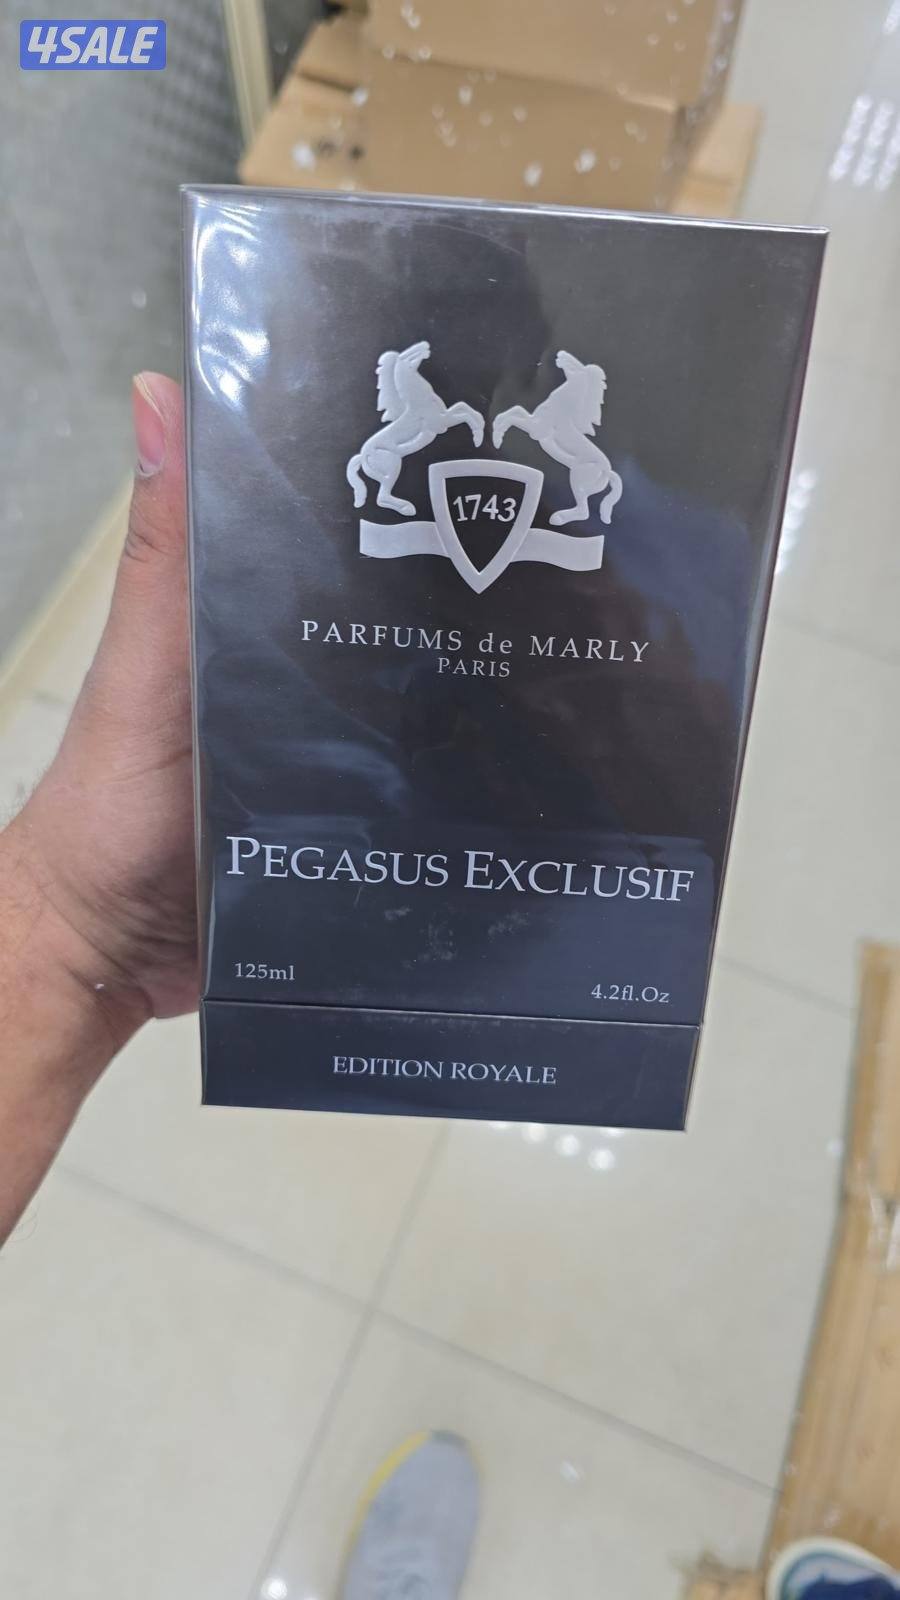 4SALE
1743
PARFUMS de MARLY
PARIS
PEGASUS EXCLUSIF
125ml
4.2fl.Oz
EDITION ROYALE